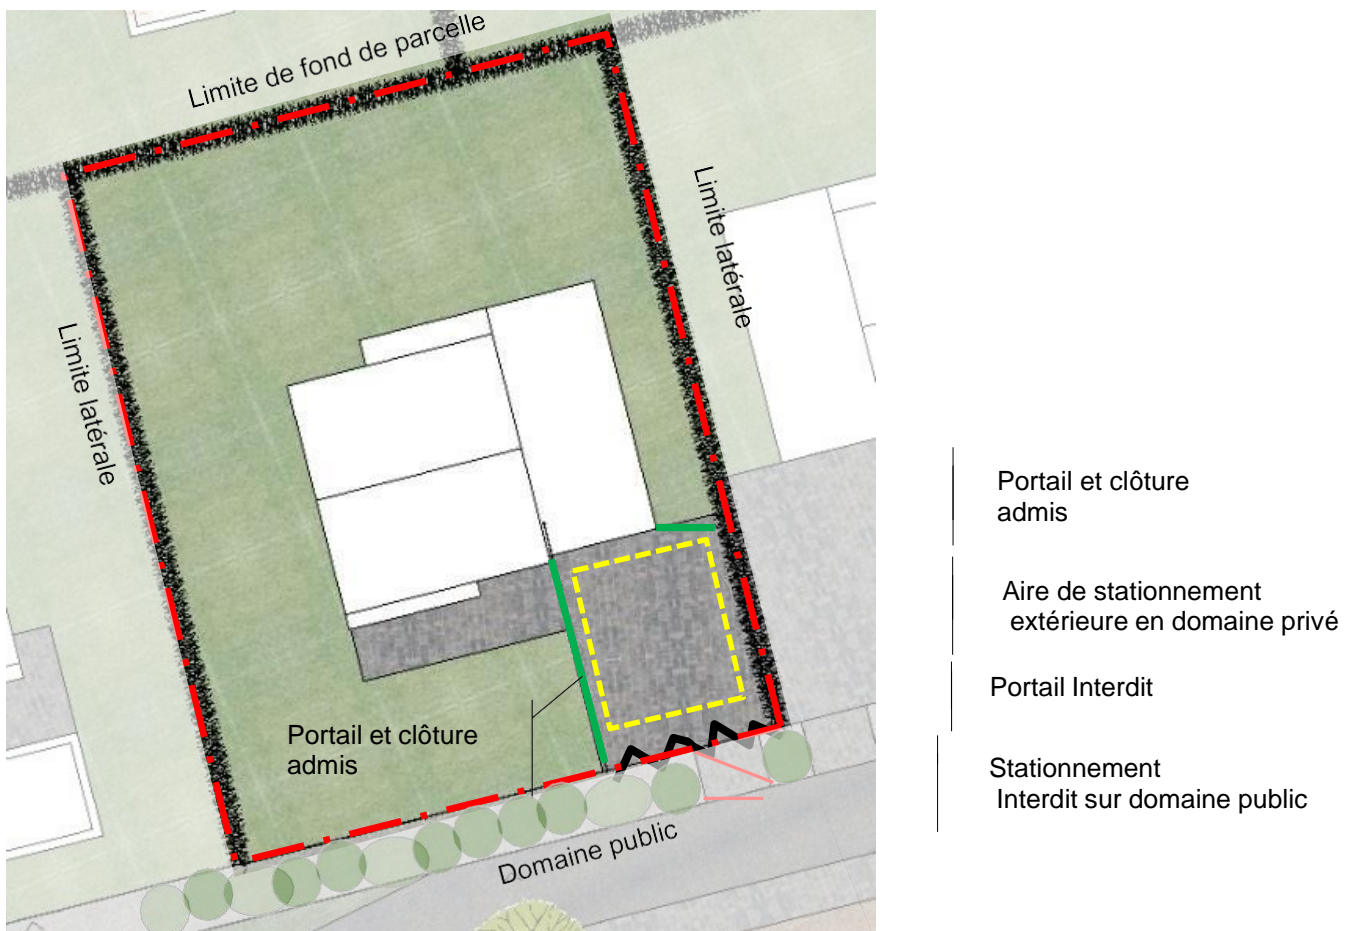 Limite de fond de parcelle
Limite latérale
Limite latérale
Portail et clôture
admis
Domaine public
Portail et clôture
admis
Aire de stationnement
extérieure en domaine privé
Portail Interdit
Stationnement
Interdit sur domaine public